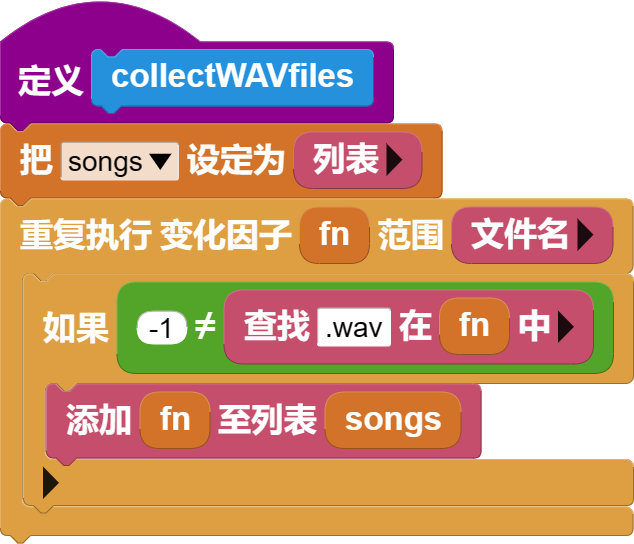 定义 collectWAVfiles
把 songs 设定为 列表
重复执行 变化因子 fn 范围 文件名
如果 -1 ≠ 查找 .wav 在 fn 中
添加 fn 至列表 songs